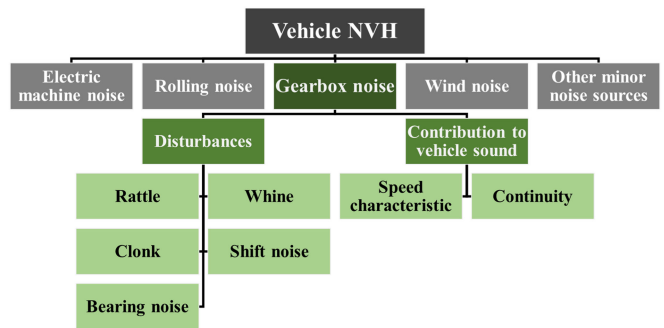 Vehicle NVH
Electric
machine noise
Rolling noise
Gearbox noise
Wind noise
Other minor
noise sources
Disturbances
Contribution to
vehicle sound
Rattle
Whine
Speed
characteristic
Continuity
Clonk
Shift noise
Bearing noise